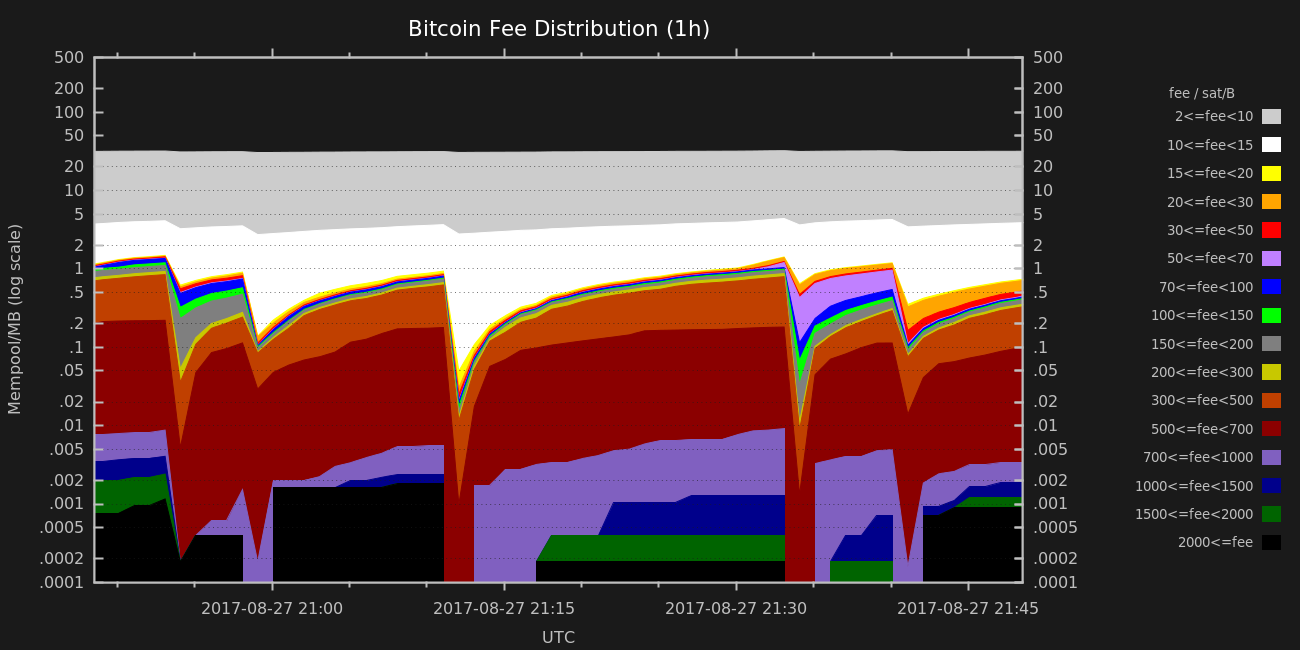 Bitcoin Fee Distribution (1h)
500
200
100
50
20
10
5
2
1
.5
.2
.1
.05
.02
.01
.005
.002
.001
.0005
.0002
.0001
Mempool/MB (log scale)
500
200
100
50
20
10
5
2
1
.5
.2
.1
.05
.02
.01
.005
.002
.001
.0005
.0002
.0001
2017-08-27 21:00
2017-08-27 21:15
2017-08-27 21:30
2017-08-27 21:45
UTC
fee / sat/B
2<=fee<10
10<=fee<15
15<=fee<20
20<=fee<30
30<=fee<50
50<=fee<70
70<=fee<100
100<=fee<150
150<=fee<200
200<=fee<300
300<=fee<500
500<=fee<700
700<=fee<1000
1000<=fee<1500
1500<=fee<2000
2000<=fee